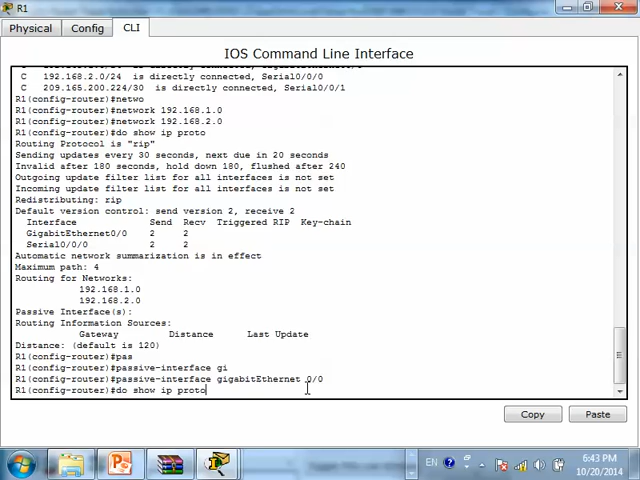 R1
Physical
Config
CLI
IOS Command Line Interface
C 192.168.2.0/24 is directly connected, Serial0/0/0
C 209.165.200.224/30 is directly connected, Serial0/0/1
R1(config-router)#netwo
R1(config-router)#network 192.168.1.0
R1(config-router)#network 192.168.2.0
R1(config-router)#do show ip proto
Routing Protocol is "rip"
Sending updates every 30 seconds, next due in 20 seconds
Invalid after 180 seconds, hold down 180, flushed after 240
Outgoing update filter list for all interfaces is not set
Incoming update filter list for all interfaces is not set
Redistributing: rip
Default version control: send version 2, receive 2
Interface Send Recv Triggered RIP Key-chain
GigabitEthernet0/0 2 2
Serial0/0/0 2 2
Automatic network summarization is in effect
Maximum path: 4
Routing for Networks:
192.168.1.0
192.168.2.0
Passive Interface(s):
Routing Information Sources:
Gateway Distance Last Update
Distance: (default is 120)
R1(config-router)#pas
R1(config-router)#passive-interface gi
R1(config-router)#passive-interface gigabitEthernet 0/0
R1(config-router)#do show ip proto
Copy
Paste
EN
6:43 PM
10/20/2014